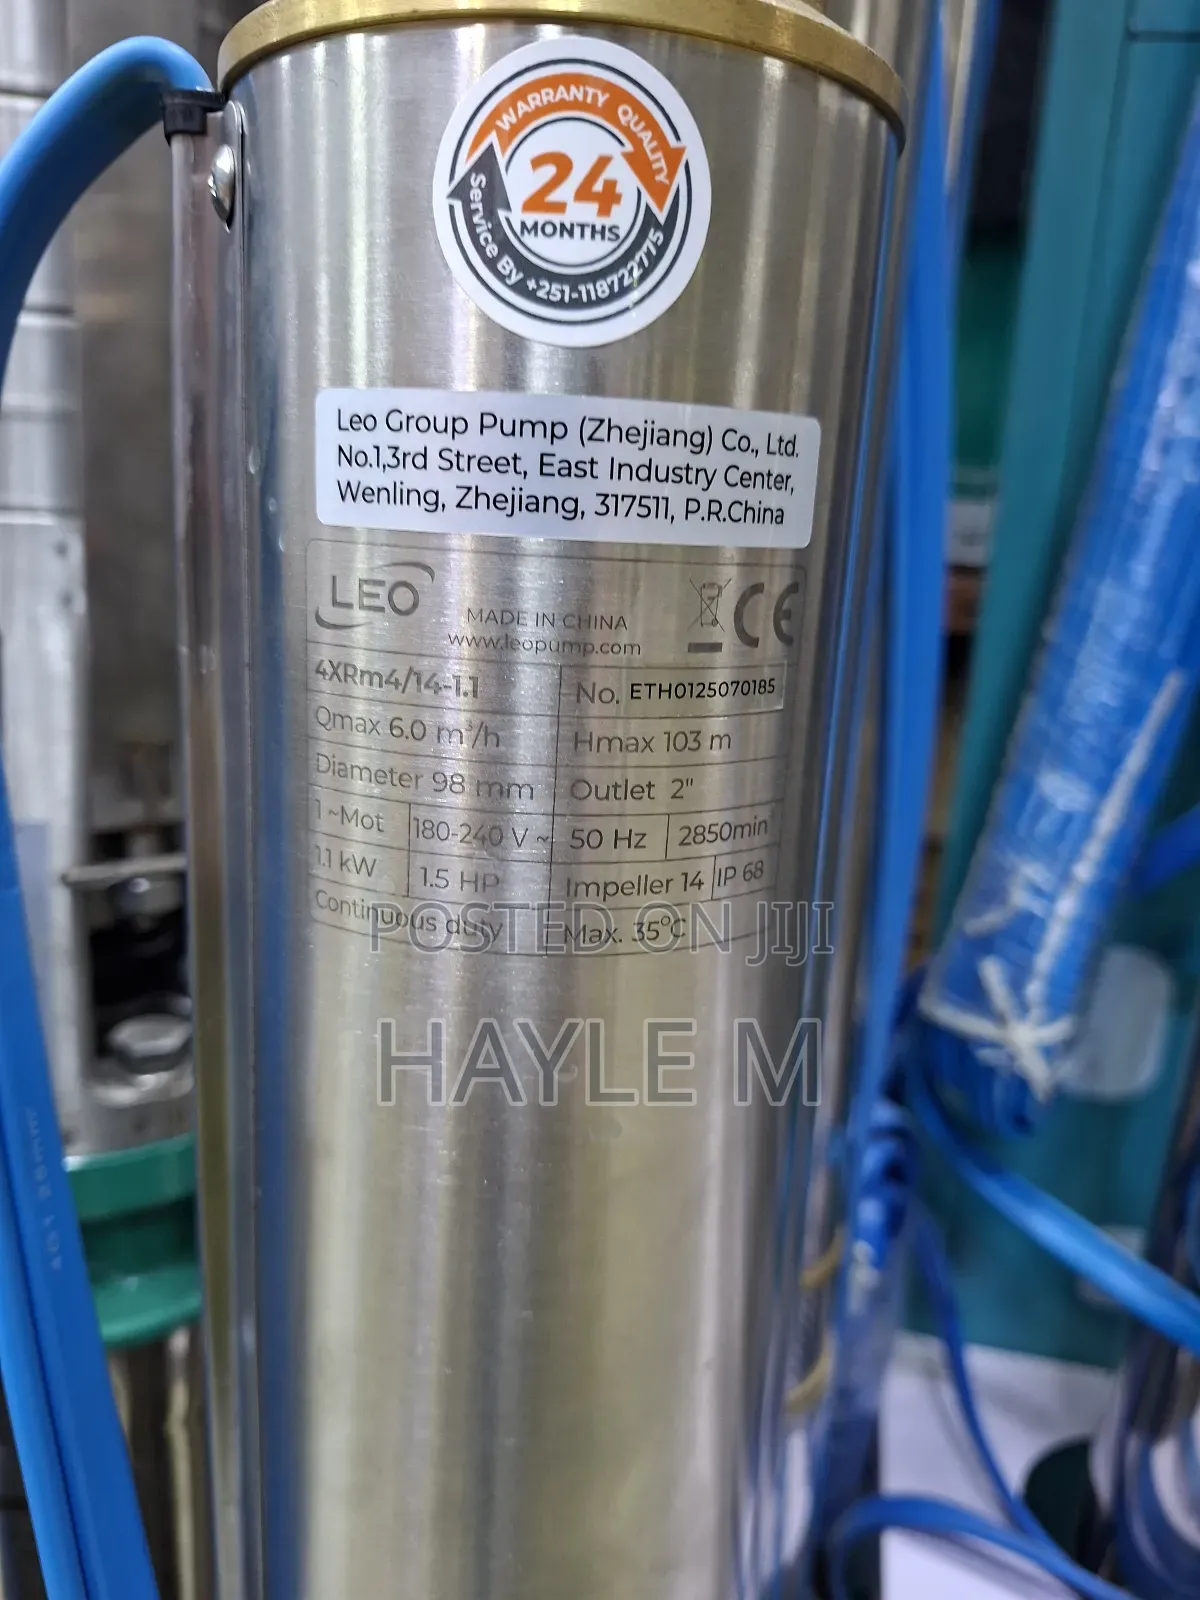 WARRANTY QUALITY
24
MONTHS
Service By +251-118722775
Leo Group Pump (Zhejiang) Co., Ltd.
No.1,3rd Street, East Industry Center,
Wenling, Zhejiang, 317511, P.R.China
LEO
MADE IN CHINA
www.leopump.com
CE
4XRm4/14-1.1 No. ETH0125070185
Qmax 6.0 m³/h Hmax 103 m
Diameter 98 mm Outlet 2"
1~Mot 180-240 V ~ 50 Hz 2850min
1.1 kW 1.5 HP Impeller 14 IP 68
Continuous duty Max. 35°C
POSTED ON JIJI
HAYLE M